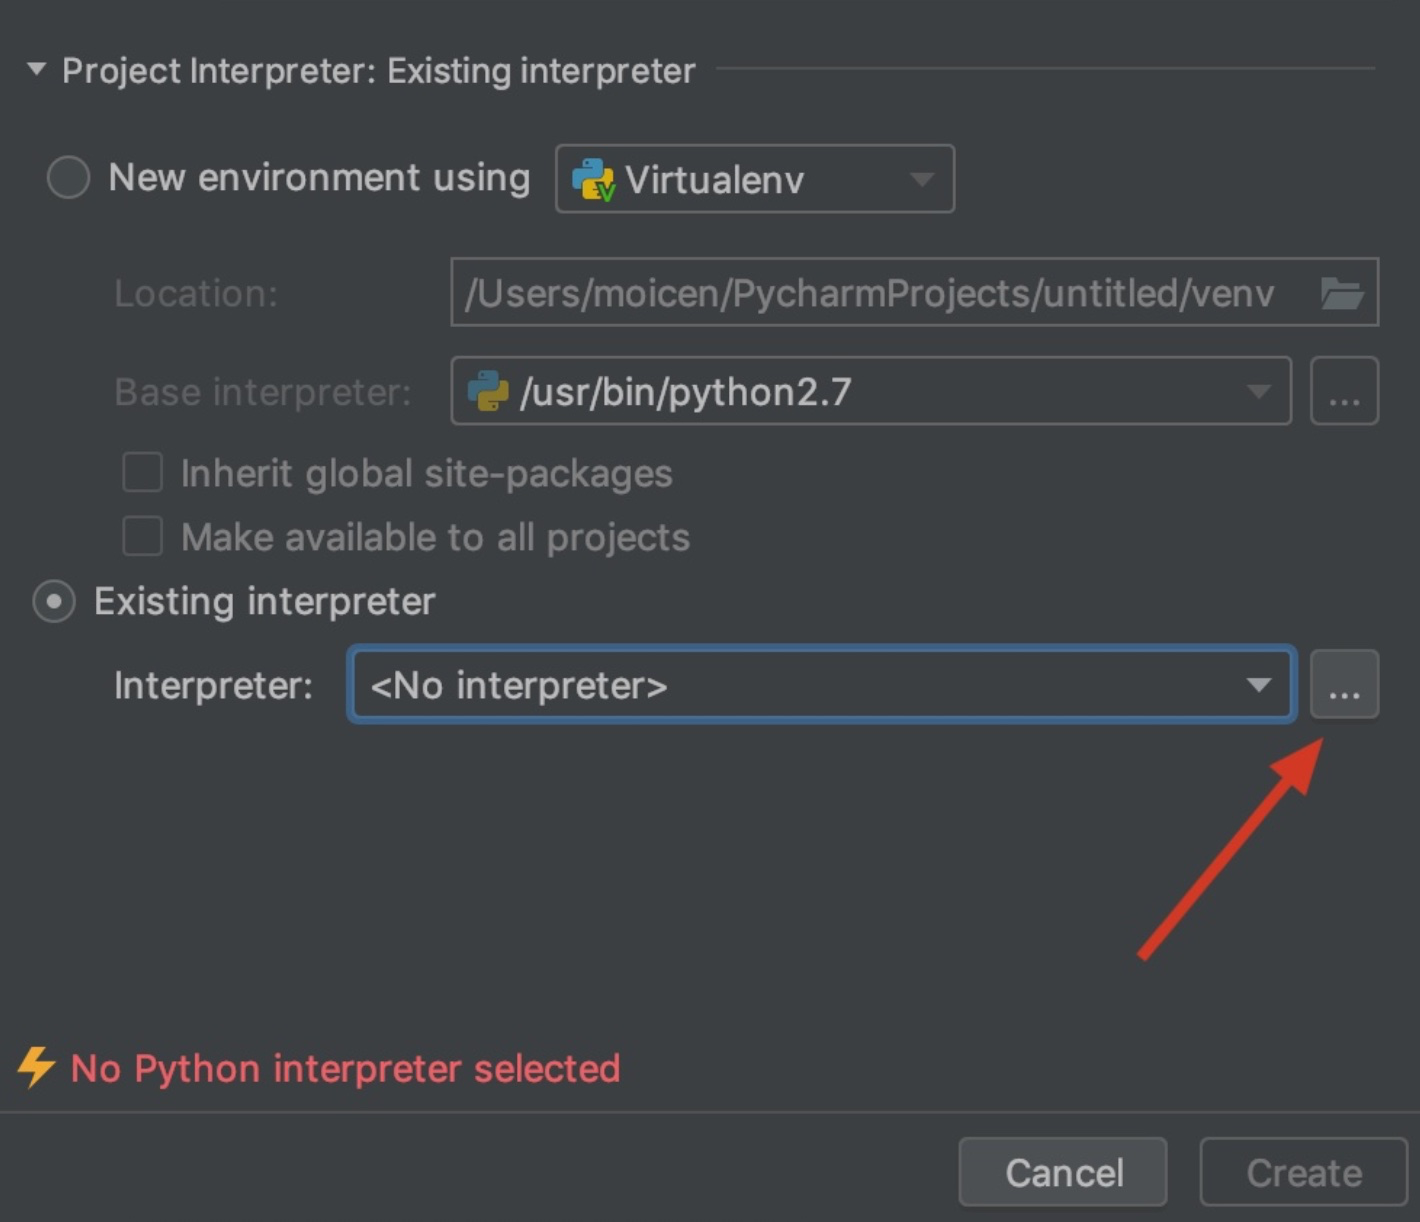 Project Interpreter: Existing interpreter
New environment using Virtualenv
Location: /Users/moicen/PycharmProjects/untitled/venv
Base interpreter: /usr/bin/python2.7 ...
Inherit global site-packages
Make available to all projects
Existing interpreter
Interpreter: <No interpreter> ...
No Python interpreter selected
Cancel Create